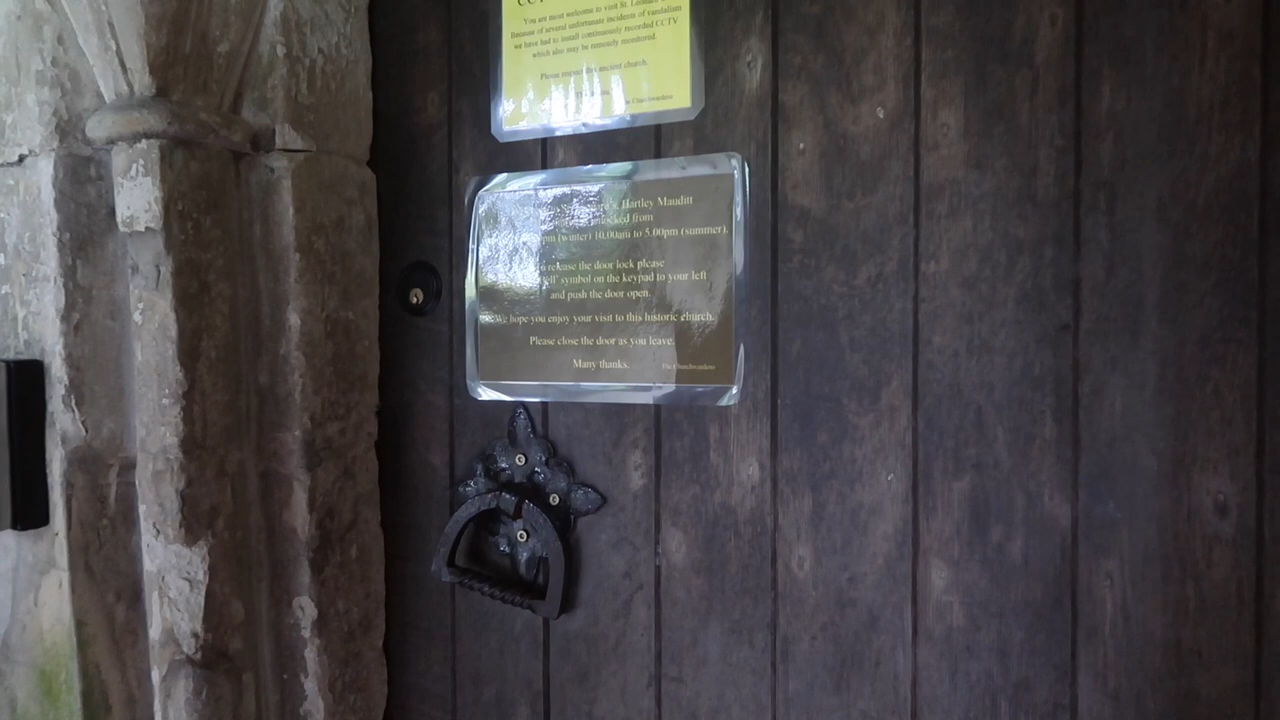 You are most welcome to visit St. Leonard's
Because of several unfortunate incidents of vandalism
we have had to install continuously recorded CCTV
which also may be remotely monitored.
Please respect this ancient church.
Churchwardens
Hartley Mauditt
from
(winter) 10.00am to 5.00pm (summer).
release the door lock please
symbol on the keypad to your left
and push the door open.
We hope you enjoy your visit to this historic church.
Please close the door as you leave.
Many thanks.
The Churchwardens